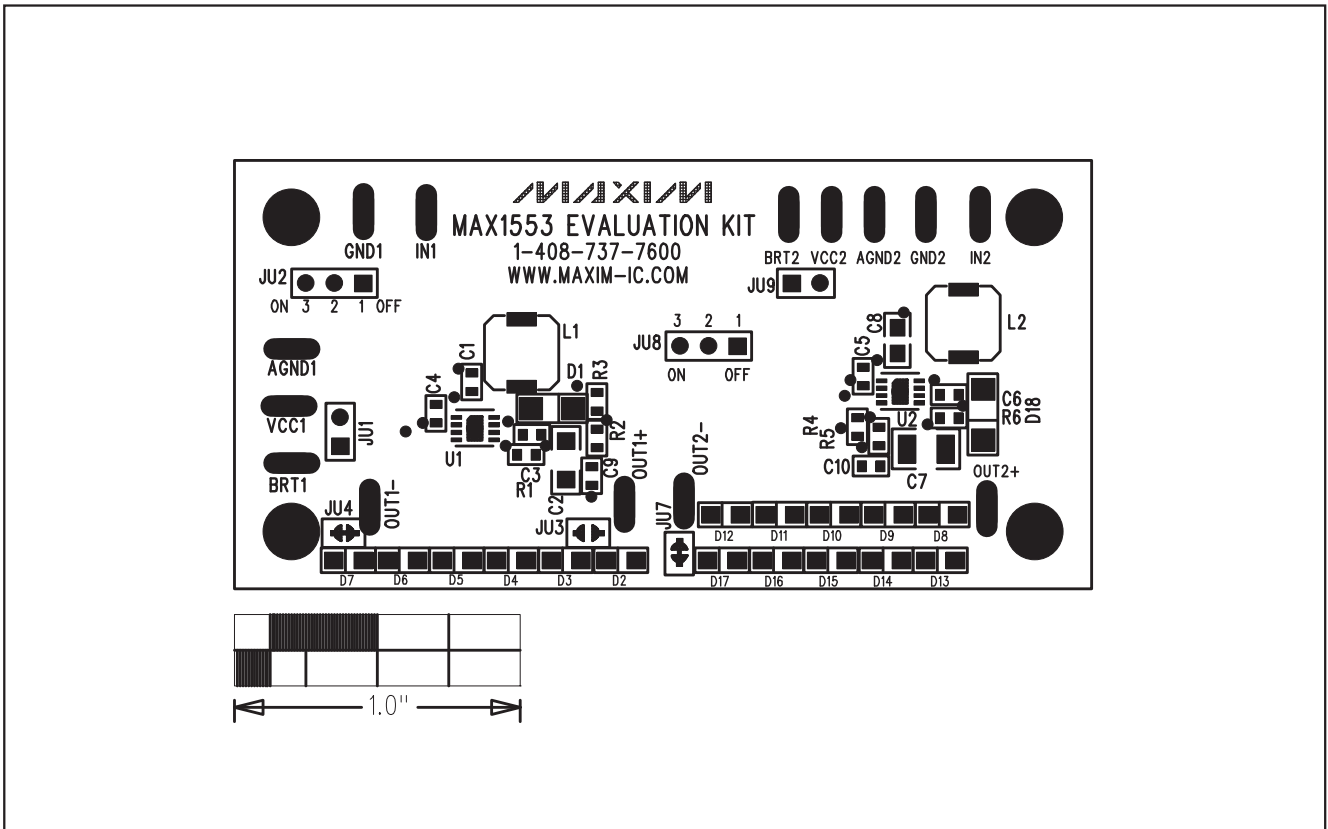 MAXIM
MAX1553 EVALUATION KIT
1-408-737-7600
WWW.MAXIM-IC.COM
GND1
IN1
BRT2 VCC2 AGND2 GND2 IN2
JU2
ON 3 2 1 OFF
JU9
AGND1
VCC1
JU1
BRT1
L1
C1
C4
D1
R3
U1
R2
C3
R1
C2
C9
OUT1+
OUT1-
JU4
JU3
D7 D6 D5 D4 D3 D2
3 2 1
JU8
ON OFF
C8
L2
C5
U2
C6
R6
D18
R4
R5
C10
C7
OUT2-
OUT2+
JU7
D12 D11 D10 D9 D8
D17 D16 D15 D14 D13
1.0"